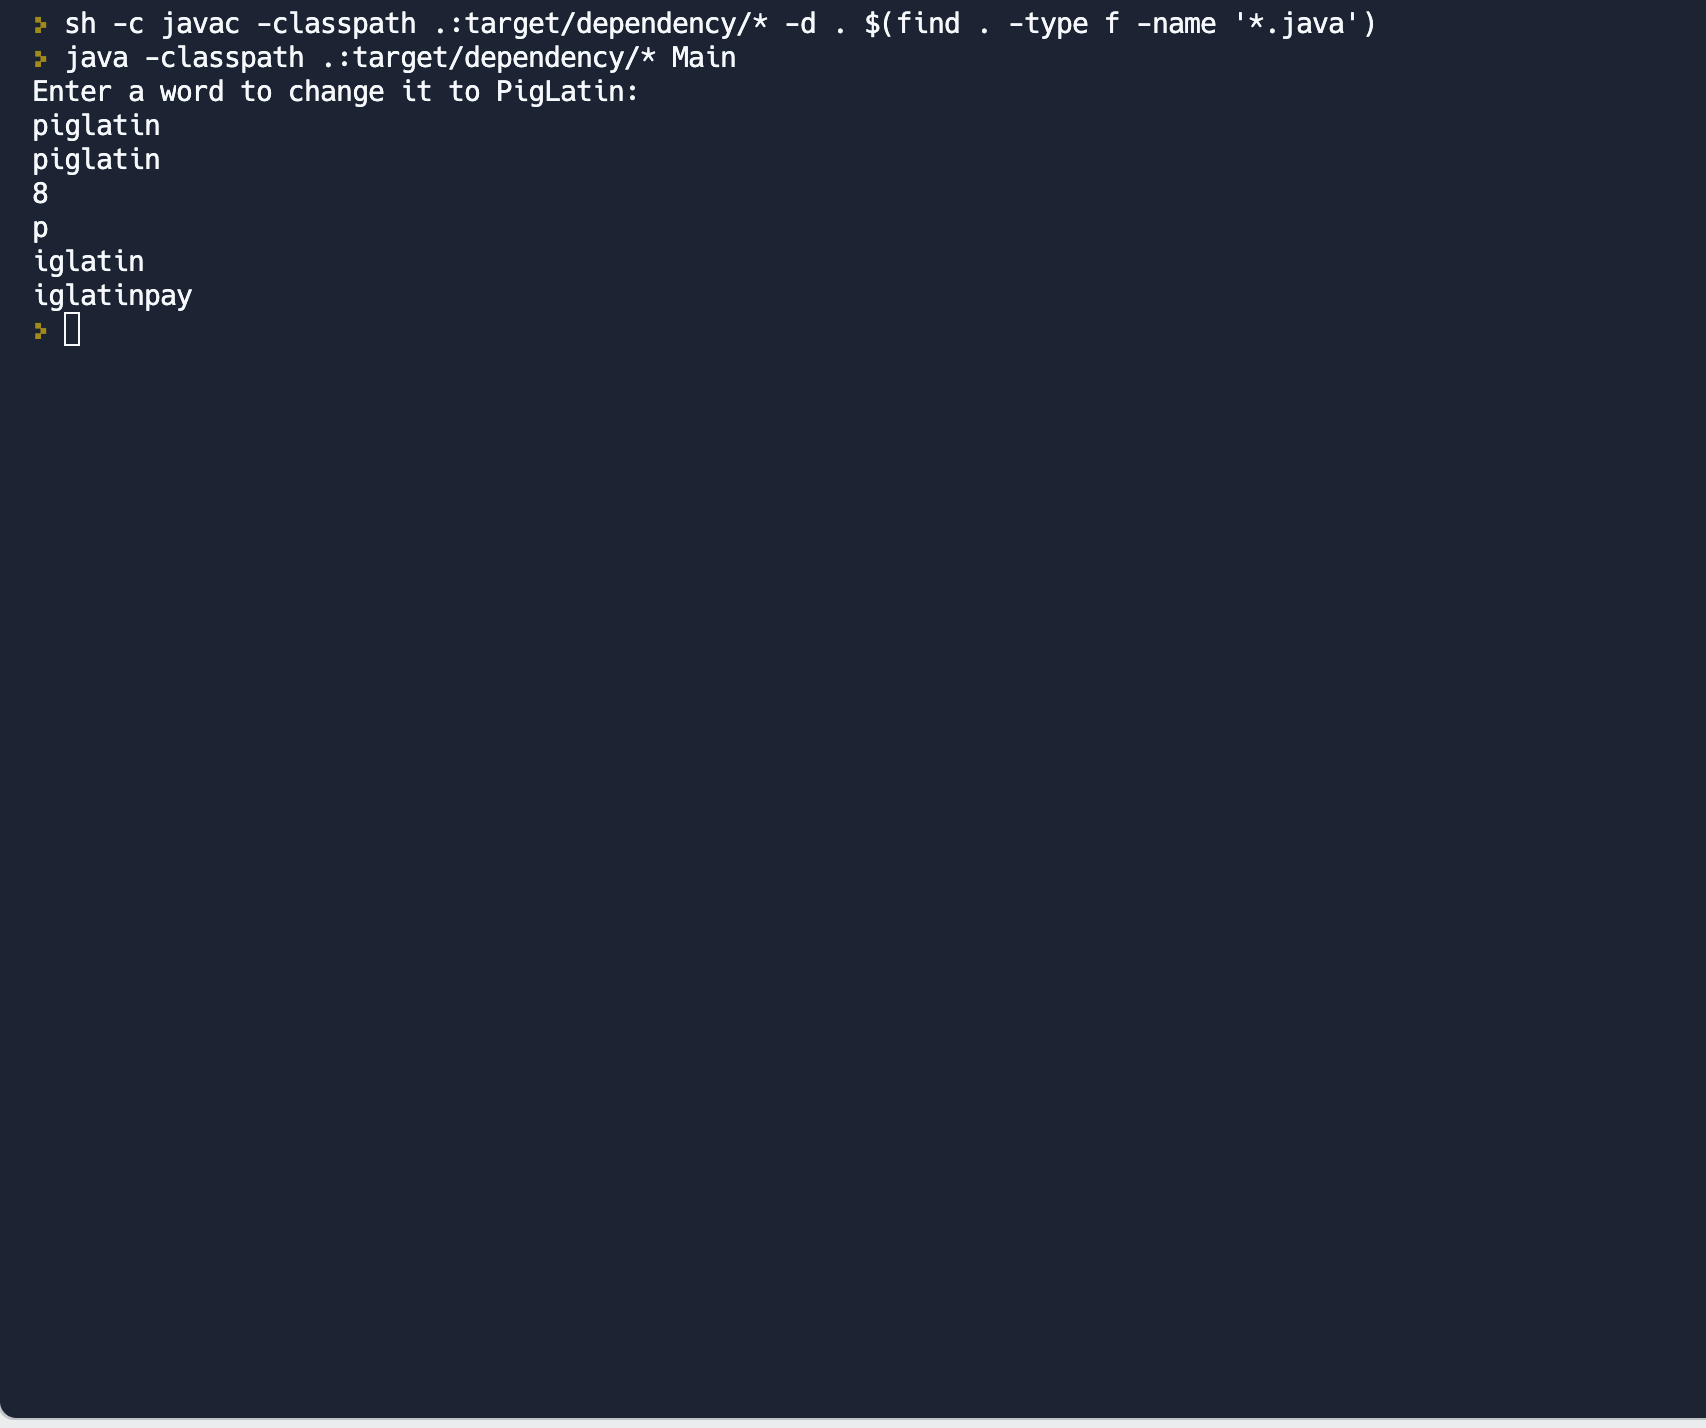 > sh -c javac -classpath .:target/dependency/* -d . $(find . -type f -name '*.java')
> java -classpath .:target/dependency/* Main
Enter a word to change it to PigLatin:
piglatin
piglatin
8
p
iglatin
iglatinpay
>